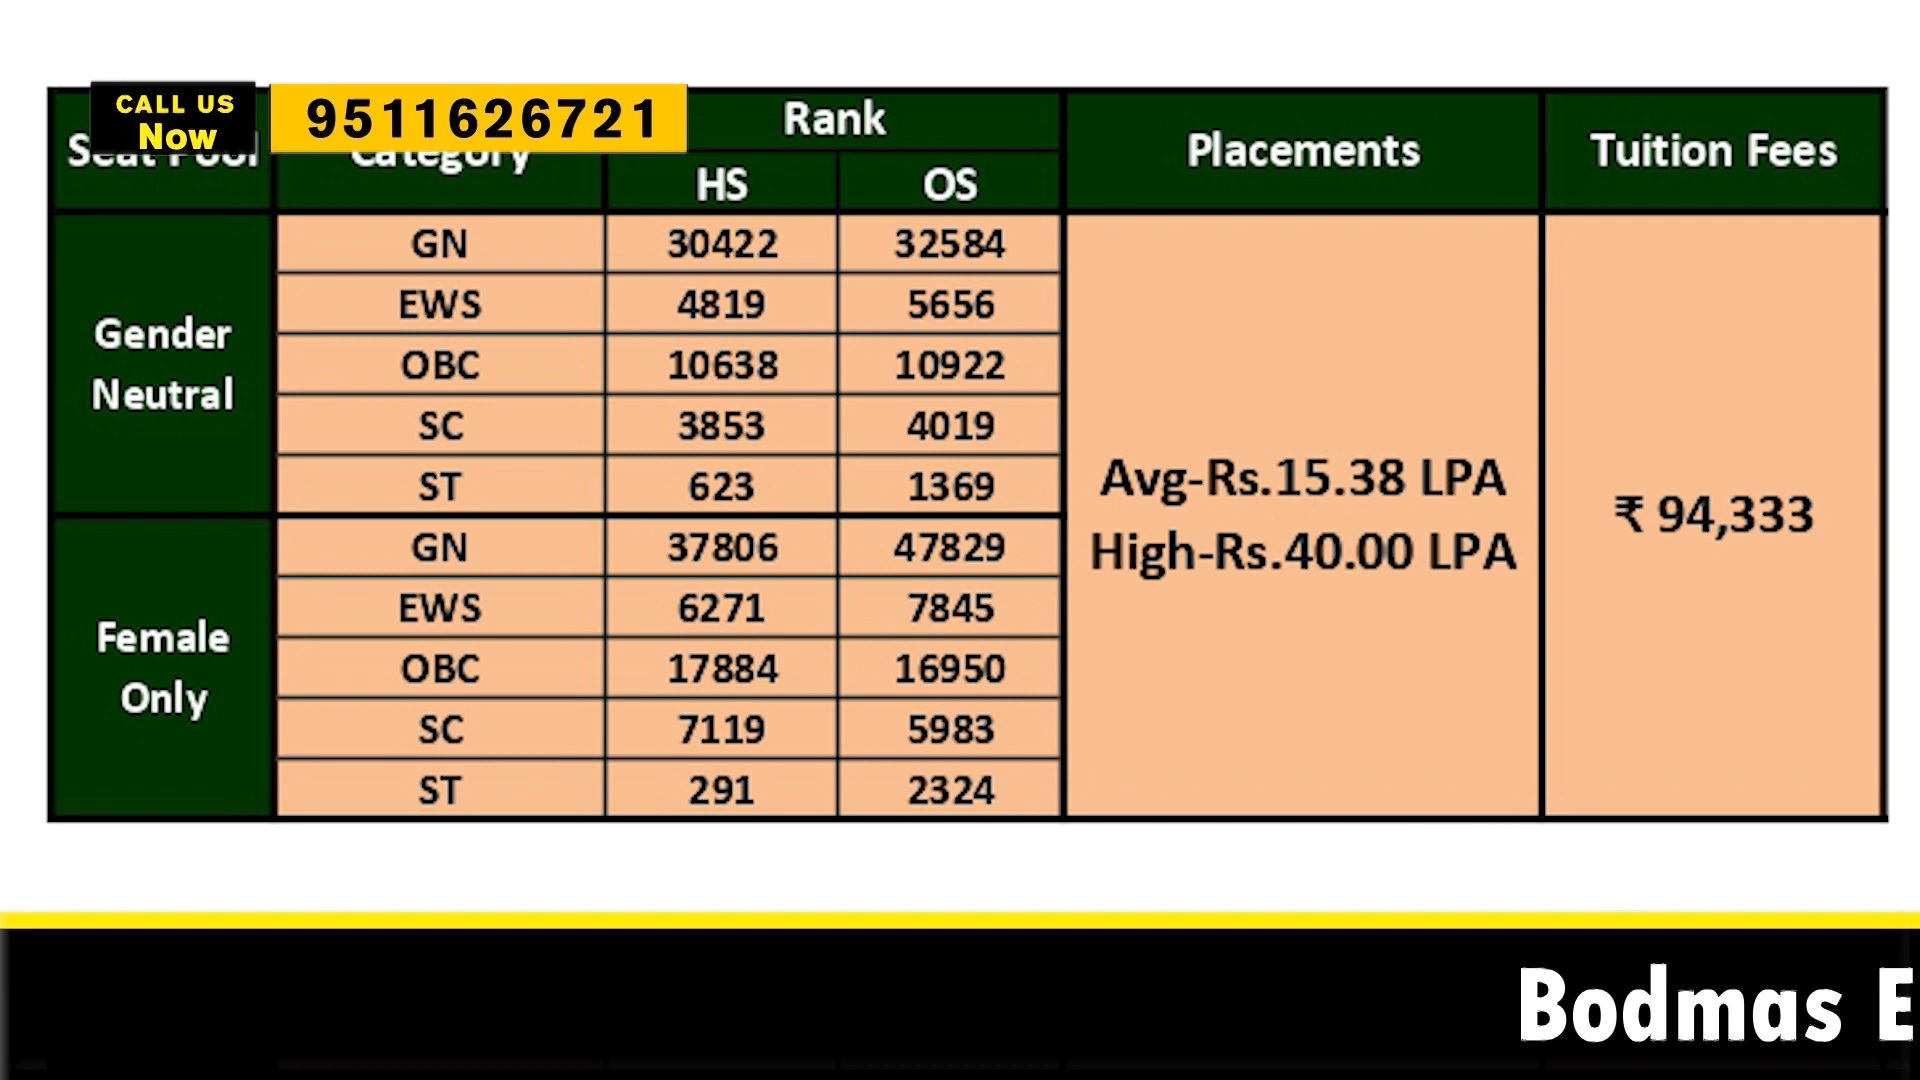 CALL US
Now
9511626721
Seat Pool
Category
Rank
Placements
Tuition Fees
HS
OS
Gender
Neutral
GN 30422 32584
EWS 4819 5656
OBC 10638 10922
SC 3853 4019
ST 623 1369
Female
Only
GN 37806 47829
EWS 6271 7845
OBC 17884 16950
SC 7119 5983
ST 291 2324
Avg-Rs.15.38 LPA
High-Rs.40.00 LPA
₹ 94,333
Bodmas E